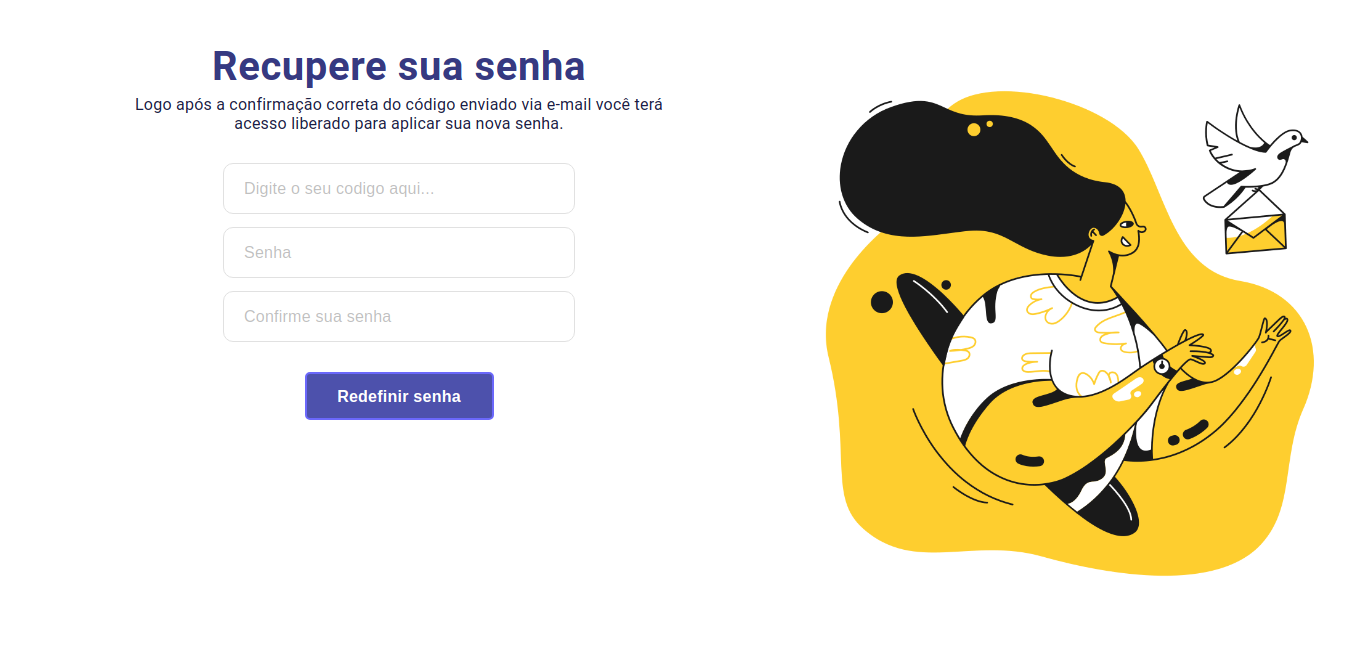 Recupere sua senha
Logo após a confirmação correta do código enviado via e-mail você terá
acesso liberado para aplicar sua nova senha.
Digite o seu codigo aqui...
Senha
Confirme sua senha
Redefinir senha